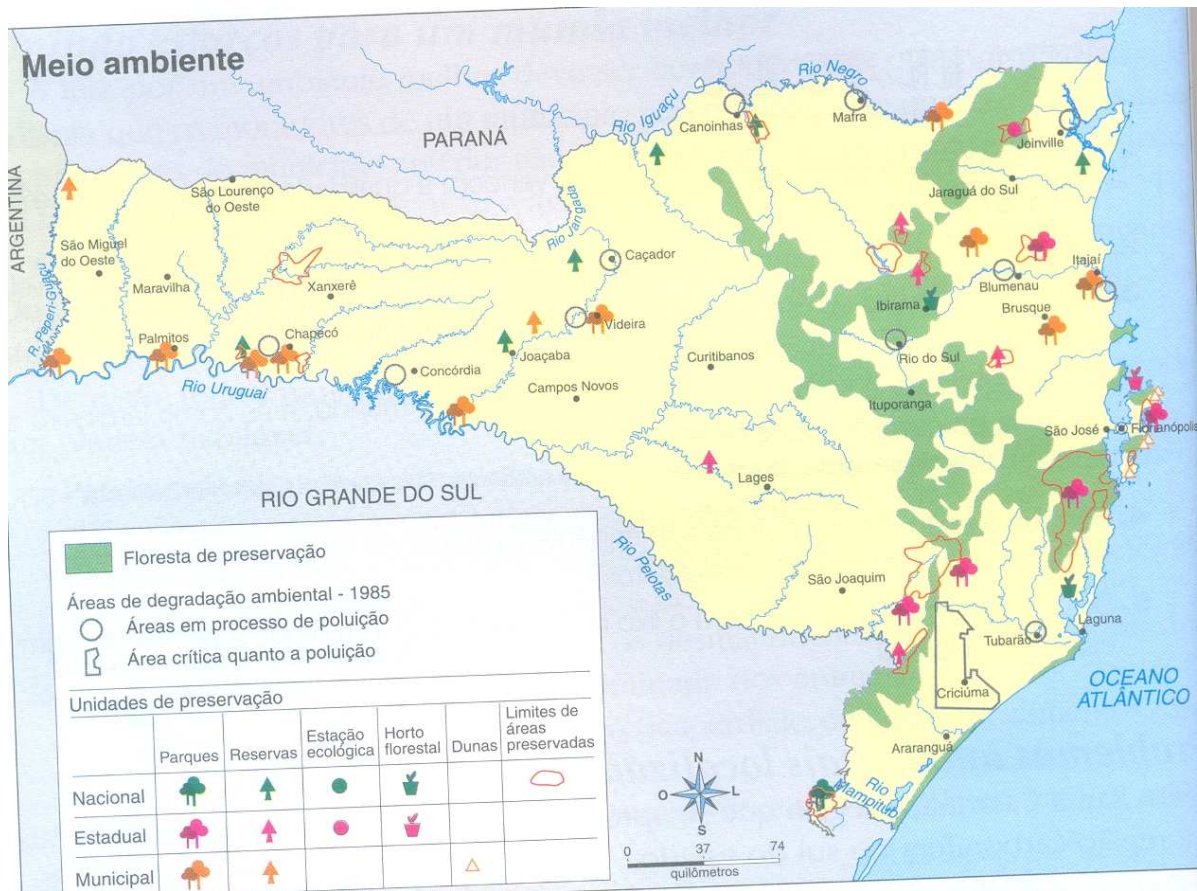 Meio ambiente
PARANÁ
ARGENTINA
RIO GRANDE DO SUL
OCEANO
ATLÂNTICO
Rio Iguaçu
Rio Negro
Rio Jangada
R. Peperi-Guaçu
Rio Uruguai
Rio Pelotas
Rio
Mampitub
Canoinhas
Mafra
Joinville
Jaraguá do Sul
São Lourenço
do Oeste
São Miguel
do Oeste
Maravilha
Xanxerê
Caçador
Itajaí
Blumenau
Brusque
Ibirama
Palmitos
Chapecó
Videira
Joaçaba
Concórdia
Campos Novos
Curitibanos
Rio do Sul
Ituporanga
São José
Florianópolis
Lages
São Joaquim
Tubarão
Laguna
Criciúma
Araranguá
Floresta de preservação
Áreas de degradação ambiental - 1985
Áreas em processo de poluição
Área crítica quanto a poluição
Unidades de preservação
Parques
Reservas
Estação
ecológica
Horto
florestal
Dunas
Limites de
áreas
preservadas
Nacional
Estadual
Municipal
N
O
L
S
0 37 74
quilômetros